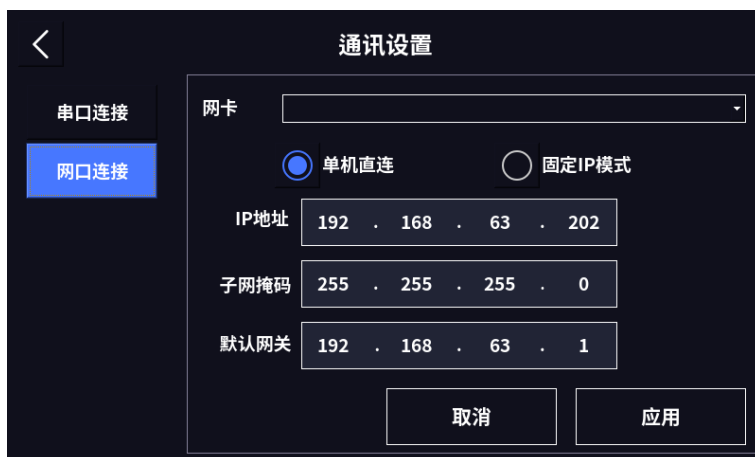 通讯设置
串口连接
网口连接
网卡
单机直连 固定IP模式
IP地址 192 . 168 . 63 . 202
子网掩码 255 . 255 . 255 . 0
默认网关 192 . 168 . 63 . 1
取消 应用